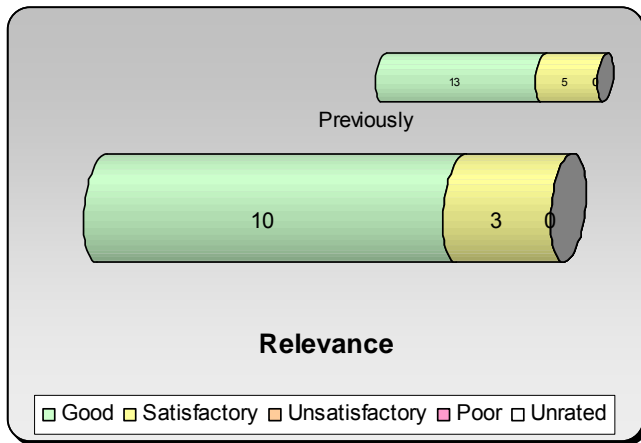 13 5 0
Previously
10 3 0
Relevance
Good Satisfactory Unsatisfactory Poor Unrated